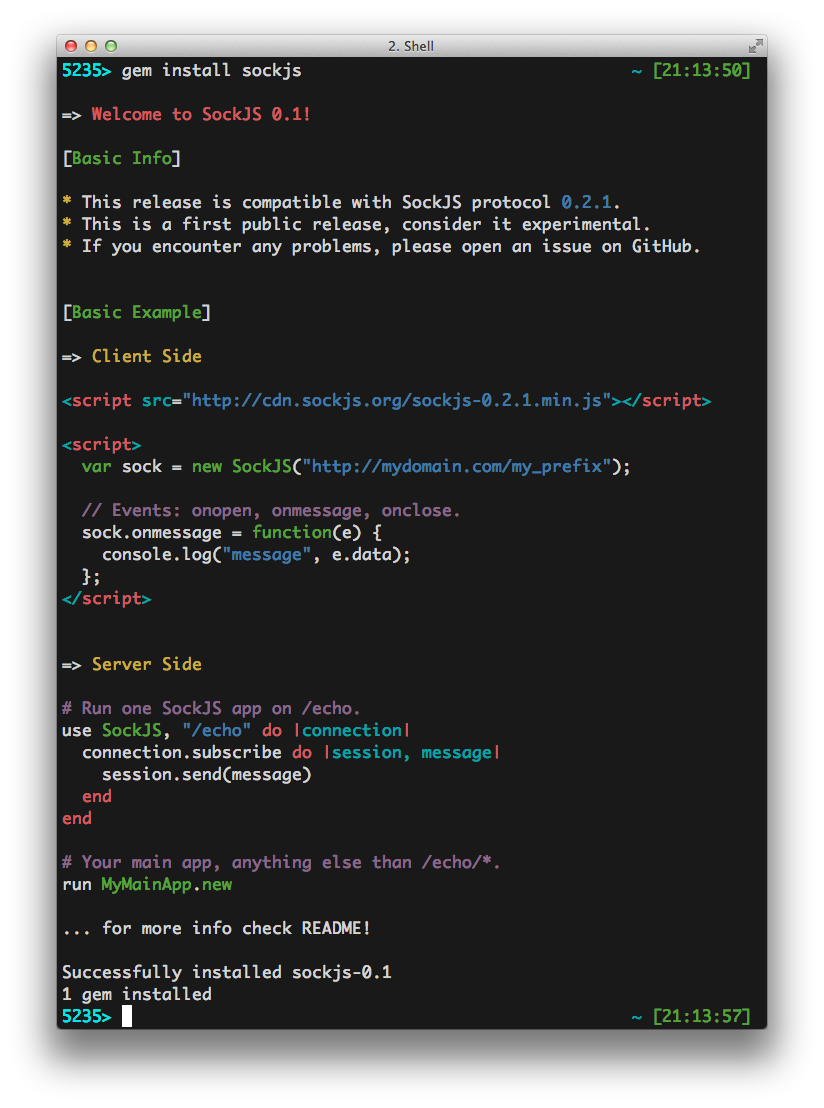 2. Shell
5235> gem install sockjs ~ [21:13:50]
=> Welcome to SockJS 0.1!
[Basic Info]
* This release is compatible with SockJS protocol 0.2.1.
* This is a first public release, consider it experimental.
* If you encounter any problems, please open an issue on GitHub.
[Basic Example]
=> Client Side
<script src="http://cdn.sockjs.org/sockjs-0.2.1.min.js"></script>
<script>
  var sock = new SockJS("http://mydomain.com/my_prefix");
  // Events: onopen, onmessage, onclose.
  sock.onmessage = function(e) {
    console.log("message", e.data);
  };
</script>
=> Server Side
# Run one SockJS app on /echo.
use SockJS, "/echo" do |connection|
  connection.subscribe do |session, message|
    session.send(message)
  end
end
# Your main app, anything else than /echo/*.
run MyMainApp.new
... for more info check README!
Successfully installed sockjs-0.1
1 gem installed
5235> ~ [21:13:57]